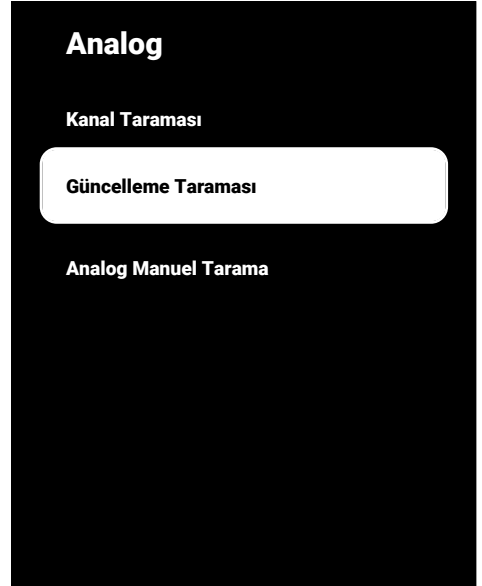 Analog
Kanal Taraması
Güncelleme Taraması
Analog Manuel Tarama